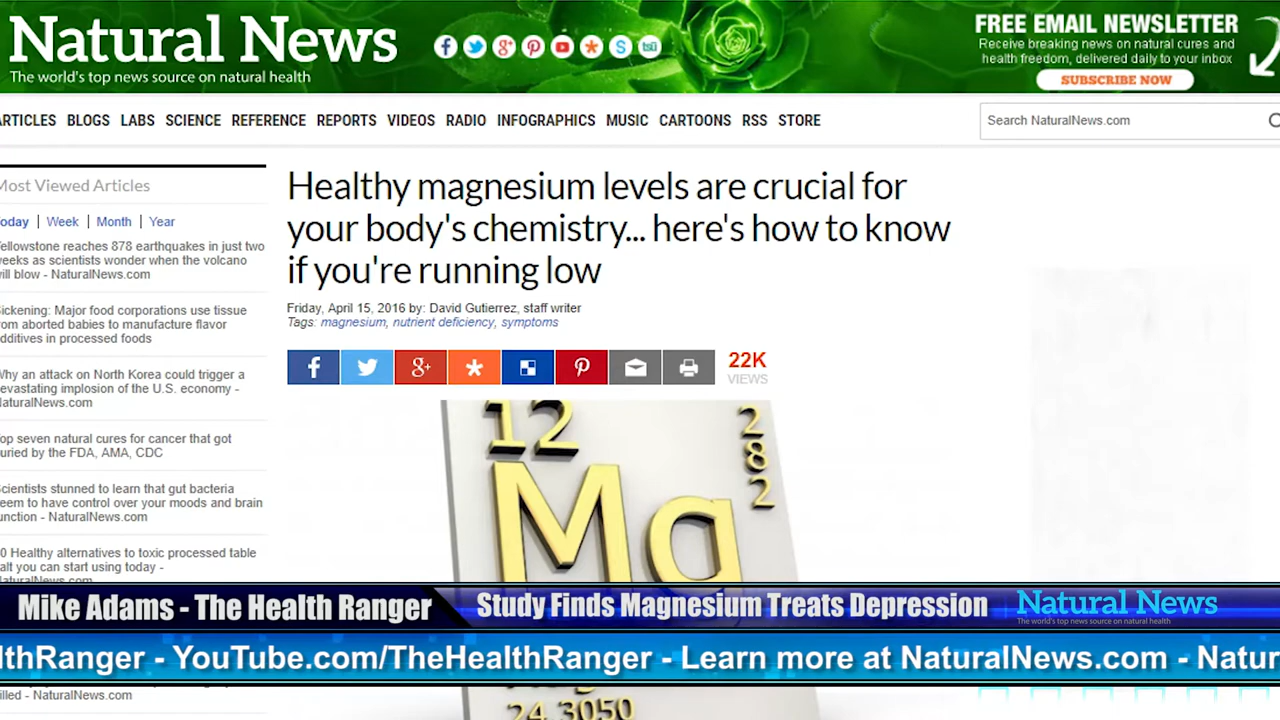 Natural News
The world's top news source on natural health
FREE EMAIL NEWSLETTER
Receive breaking news on natural cures and
health freedom, delivered daily to your inbox
SUBSCRIBE NOW
ARTICLES BLOGS LABS SCIENCE REFERENCE REPORTS VIDEOS RADIO INFOGRAPHICS MUSIC CARTOONS RSS STORE
Search NaturalNews.com
Most Viewed Articles
oday | Week | Month | Year
Yellowstone reaches 878 earthquakes in just two
weeks as scientists wonder when the volcano
will blow - NaturalNews.com
Sickening: Major food corporations use tissue
from aborted babies to manufacture flavor
additives in processed foods
Why an attack on North Korea could trigger a
devastating implosion of the U.S. economy -
NaturalNews.com
Top seven natural cures for cancer that got
buried by the FDA, AMA, CDC
Scientists stunned to learn that gut bacteria
seem to have control over your moods and brain
function - NaturalNews.com
0 Healthy alternatives to toxic processed table
salt you can start using today -
NaturalNews.com
Healthy magnesium levels are crucial for
your body's chemistry... here's how to know
if you're running low
Friday, April 15, 2016 by: David Gutierrez, staff writer
Tags: magnesium, nutrient deficiency, symptoms
22K
VIEWS
12
2
8
2
Mg
Mike Adams - The Health Ranger
Study Finds Magnesium Treats Depression
Natural News
The world's top news source on natural health
lthRanger - YouTube.com/TheHealthRanger - Learn more at NaturalNews.com - Natur
illed - NaturalNews.com
24.3050